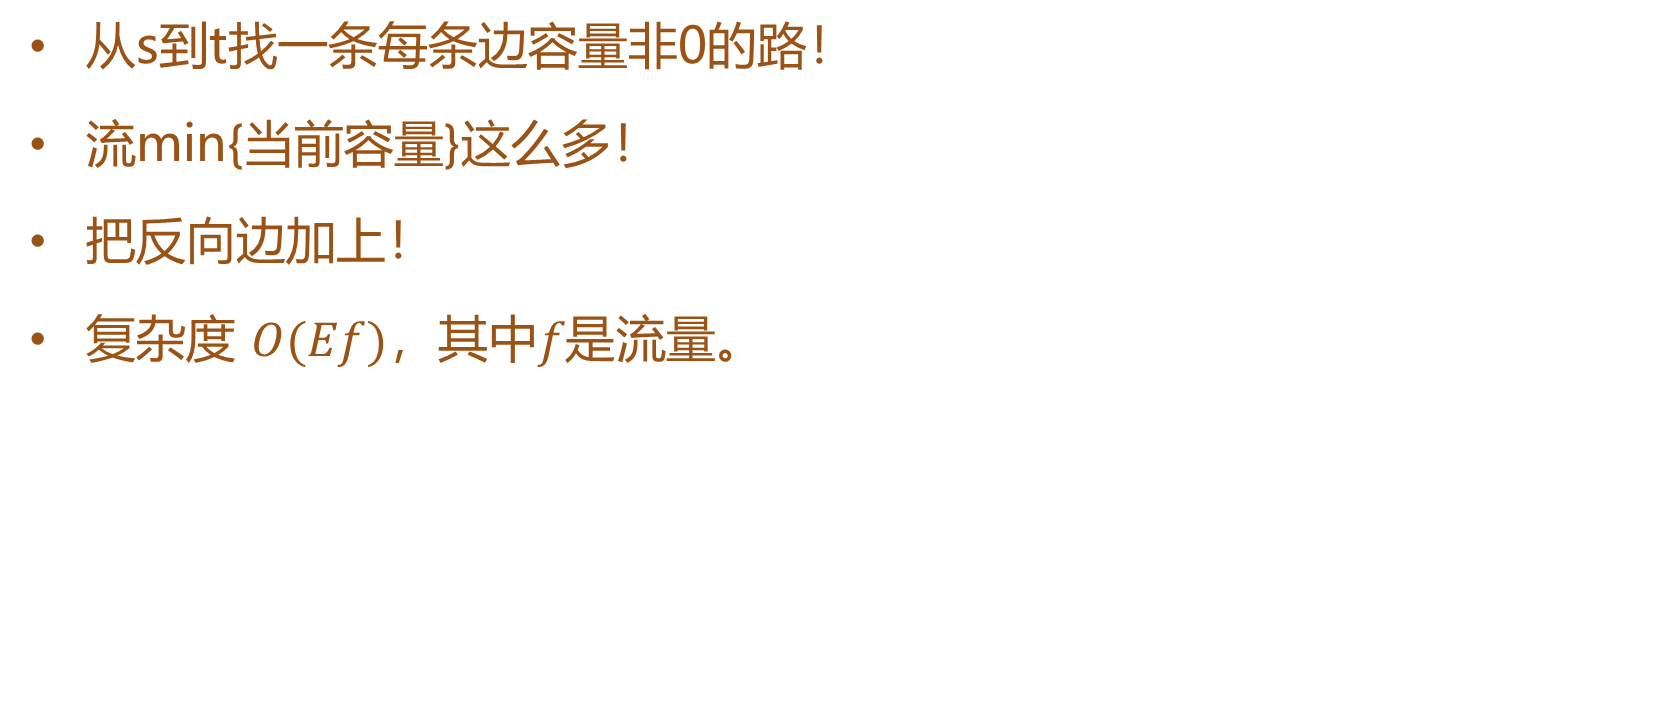 • 从s到t找一条每条边容量非0的路！
• 流min{当前容量}这么多！
• 把反向边加上！
• 复杂度 O(Ef)，其中f是流量。